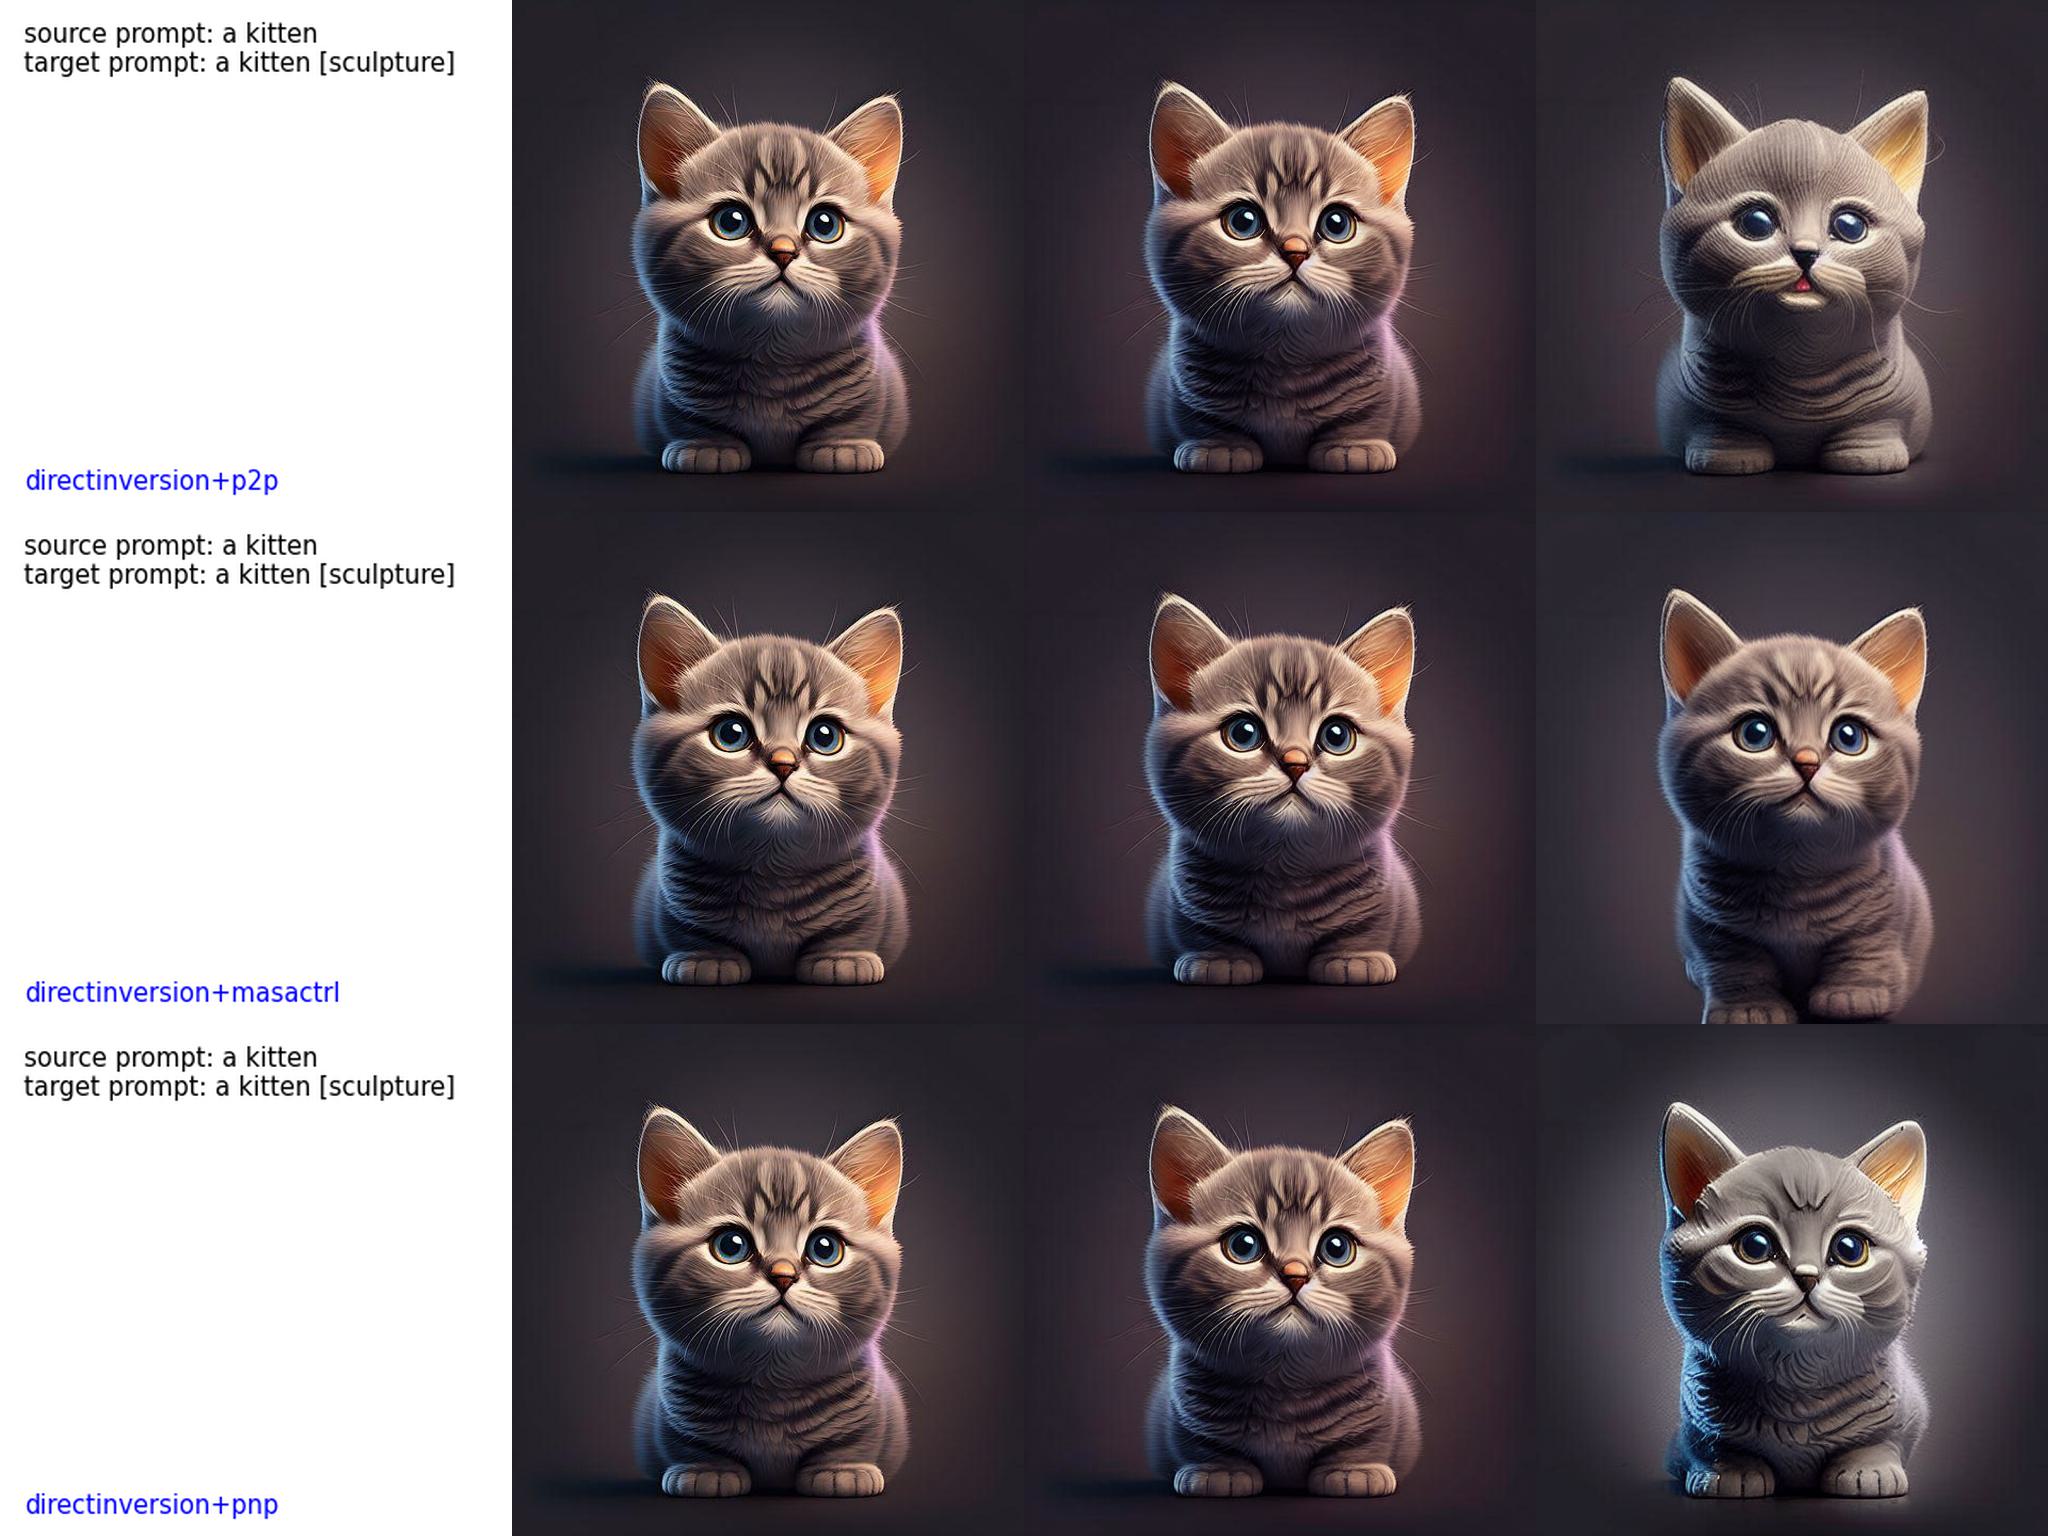 source prompt: a kitten
target prompt: a kitten [sculpture]
directinversion+p2p
source prompt: a kitten
target prompt: a kitten [sculpture]
directinversion+masactrl
source prompt: a kitten
target prompt: a kitten [sculpture]
directinversion+pnp